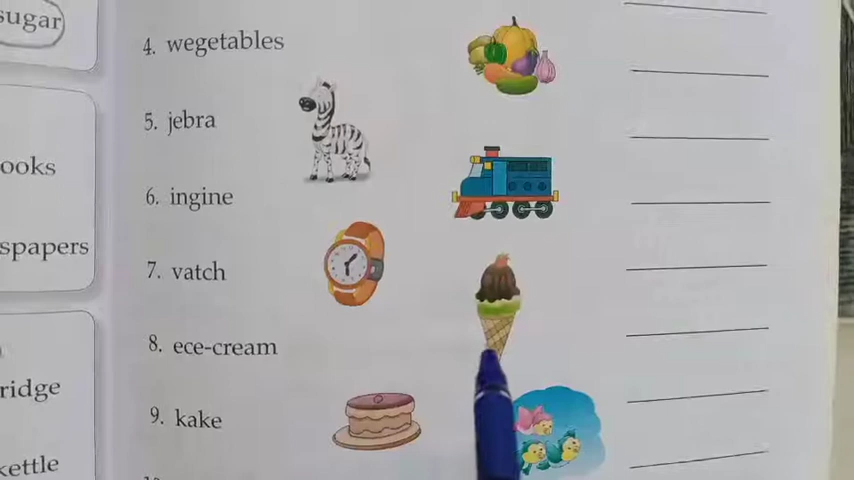 sugar
4. wegetables
5. jebra
ooks
6. ingine
spapers
7. vatch
8. ece-cream
ridge
9. kake
kettle